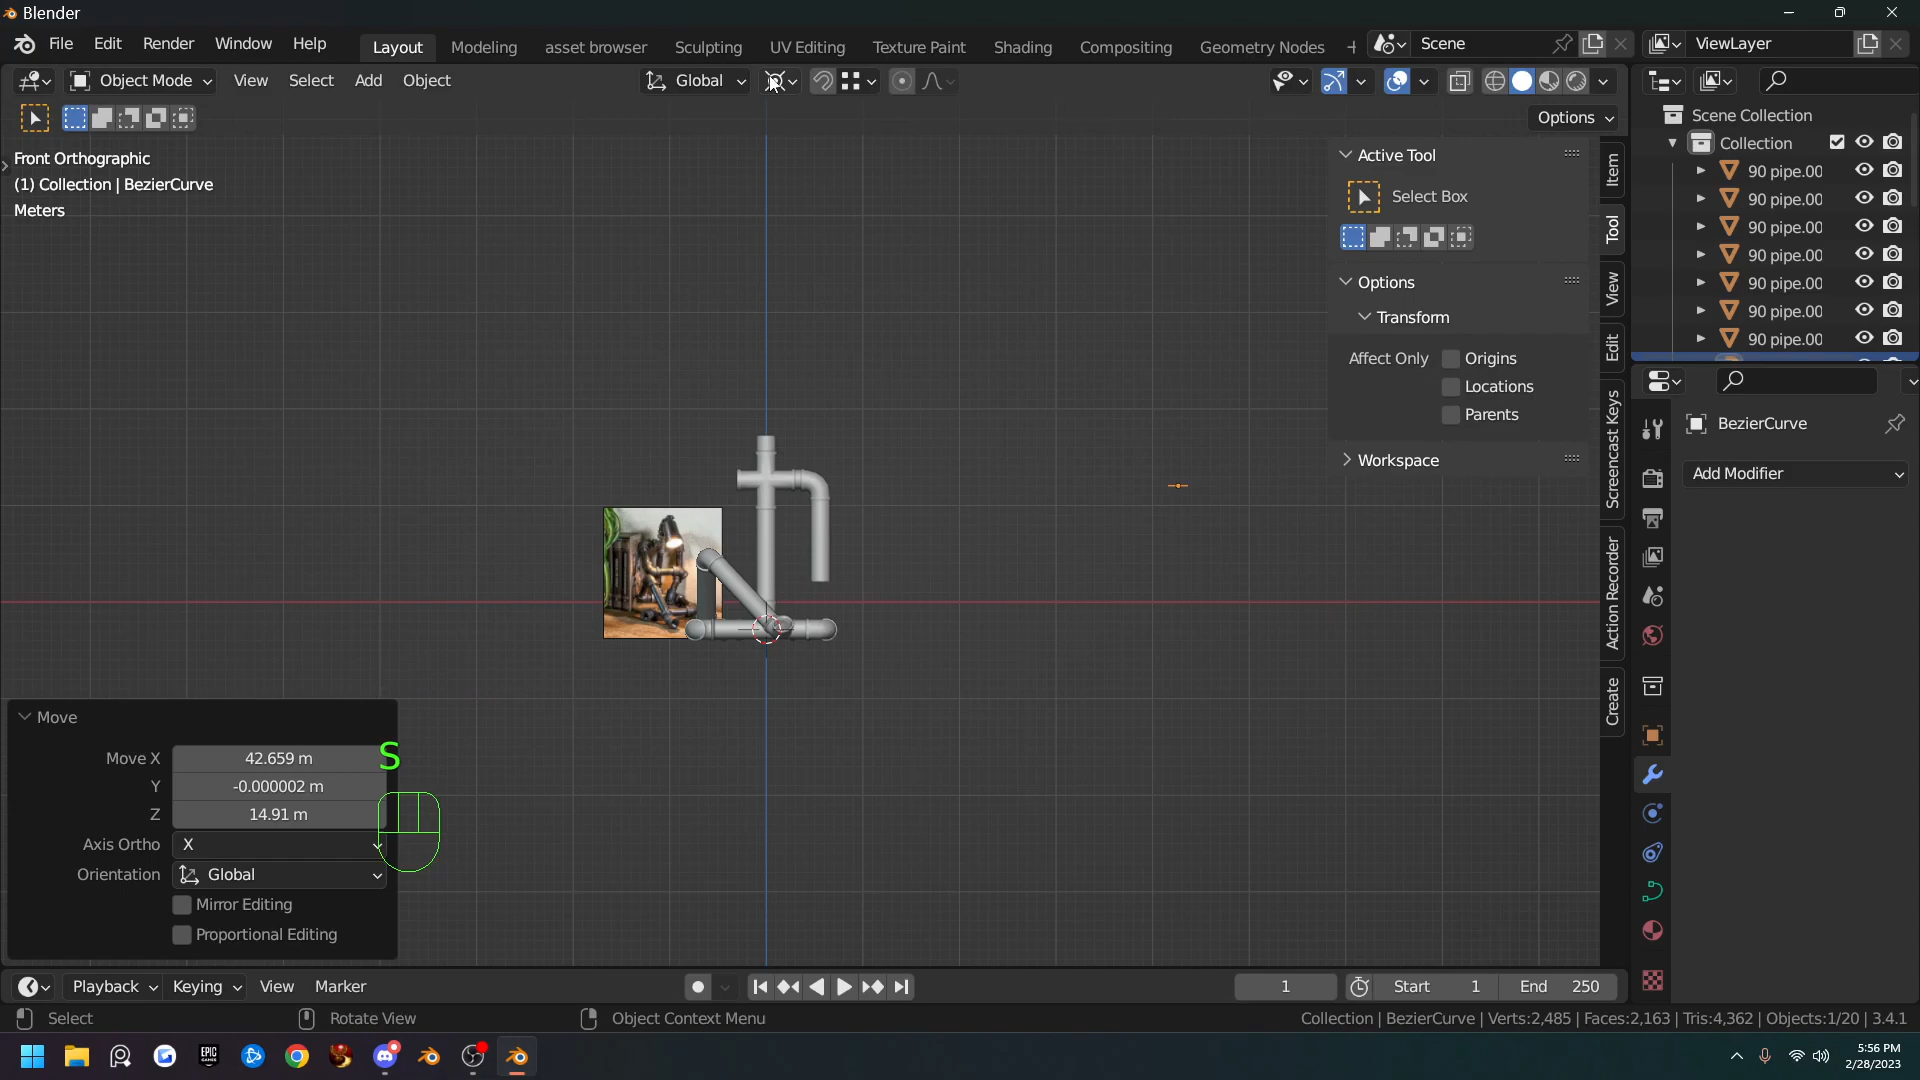 Blender
File Edit Render Window Help
Layout Modeling asset browser Sculpting UV Editing Texture Paint Shading Compositing Geometry Nodes
Scene
ViewLayer
Object Mode View Select Add Object
Global
Options
Front Orthographic
(1) Collection | BezierCurve
Meters
Active Tool
Select Box
Options
Transform
Affect Only Origins
Locations
Parents
Workspace
Item
Tool
View
Edit
Screencast Keys
Action Recorder
Create
Scene Collection
Collection
90 pipe.00
90 pipe.00
90 pipe.00
90 pipe.00
90 pipe.00
90 pipe.00
90 pipe.00
BezierCurve
Add Modifier
Move
Move X 42.659 m
Y -0.000002 m
Z 14.91 m
Axis Ortho X
Orientation Global
Mirror Editing
Proportional Editing
S
Playback Keying View Marker
1
Start 1
End 250
Select
Rotate View
Object Context Menu
Collection | BezierCurve | Verts:2,485 | Faces:2,163 | Tris:4,362 | Objects:1/20 | 3.4.1
EPIC
GAMES
5:56 PM
2/28/2023